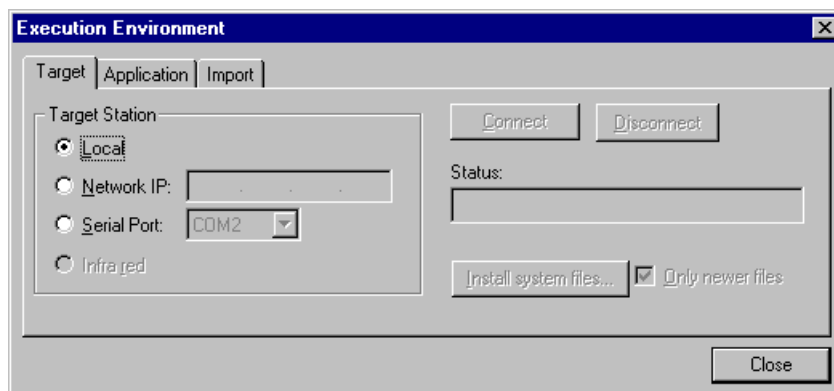 Execution Environment
Target Application Import
Target Station
Local
Network IP: . . .
Serial Port: COM2
Infra red
Connect Disconnect
Status:
Install system files... Only newer files
Close